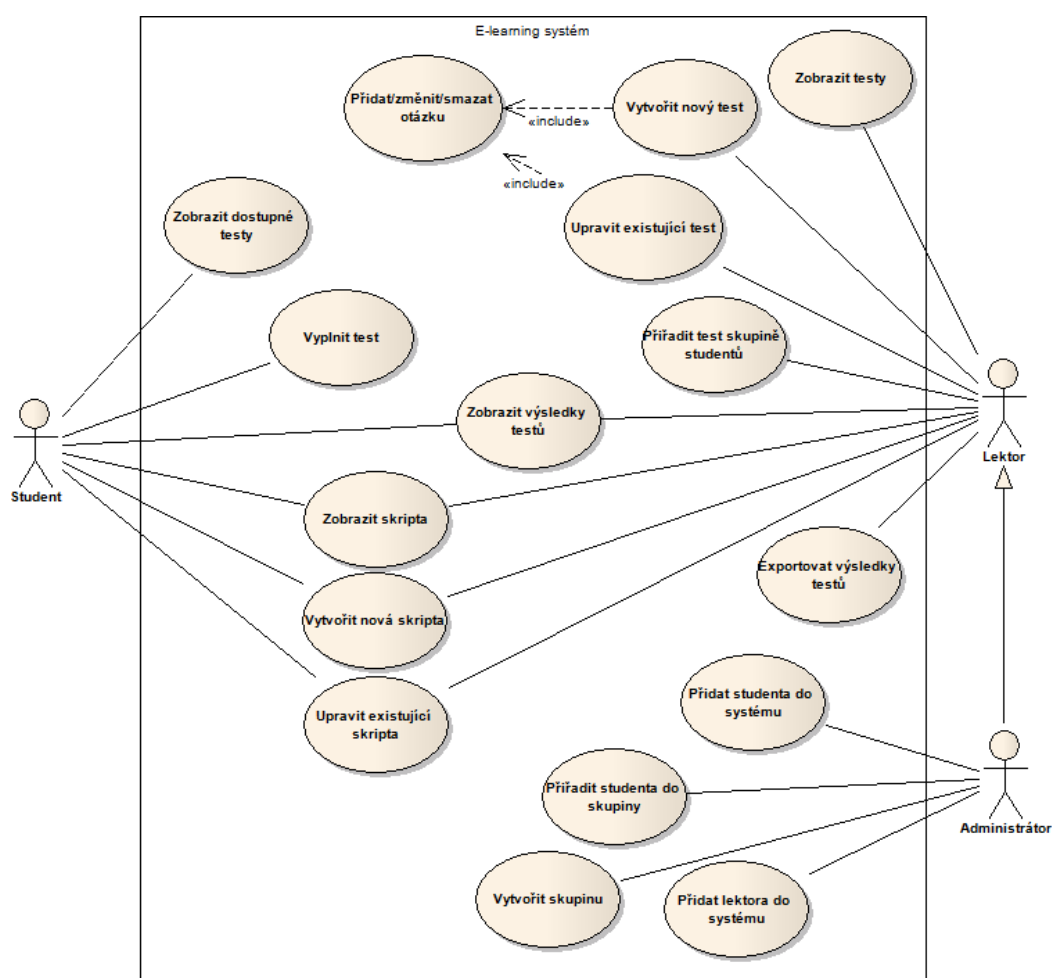 E-learning systém
Zobrazit testy
Přidat/změnit/smazat
otázku
Vytvořit nový test
«include»
«include»
Zobrazit dostupné
testy
Upravit existující test
Vyplnit test
Přiřadit test skupině
studentů
Zobrazit výsledky
testů
Student
Lektor
Zobrazit skripta
Exportovat výsledky
testů
Vytvořit nová skripta
Upravit existující
skripta
Přidat studenta do
systému
Přiřadit studenta do
skupiny
Administrátor
Vytvořit skupinu
Přidat lektora do
systému